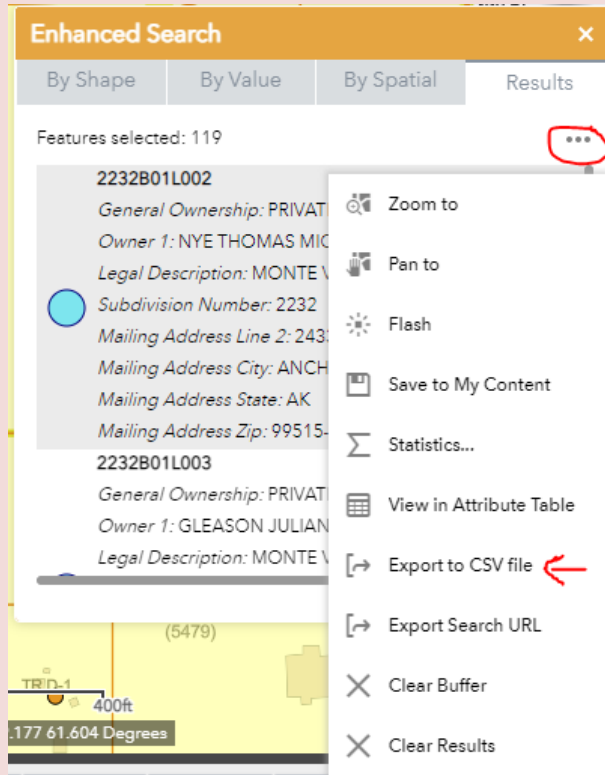 Enhanced Search
By Shape By Value By Spatial Results
Features selected: 119
2232B01L002
General Ownership: PRIVAT
Owner 1: NYE THOMAS MIC
Legal Description: MONTE V
Subdivision Number: 2232
Mailing Address Line 2: 243
Mailing Address City: ANCH
Mailing Address State: AK
Mailing Address Zip: 99515-
2232B01L003
General Ownership: PRIVAT
Owner 1: GLEASON JULIAN
Legal Description: MONTE V
Zoom to
Pan to
Flash
Save to My Content
Statistics...
View in Attribute Table
Export to CSV file
Export Search URL
Clear Buffer
Clear Results
(5479)
TR D-1
400ft
.177 61.604 Degrees